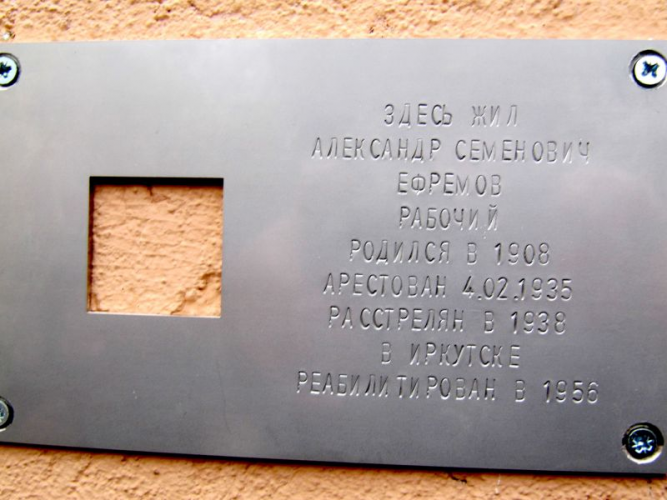 ЗДЕСЬ ЖИЛ
АЛЕКСАНДР СЕМЕНОВИЧ
ЕФРЕМОВ
РАБОЧИЙ
РОДИЛСЯ В 1908
АРЕСТОВАН 4.02.1935
РАССТРЕЛЯН В 1938
В ИРКУТСКЕ
РЕАБИЛИТИРОВАН В 1956